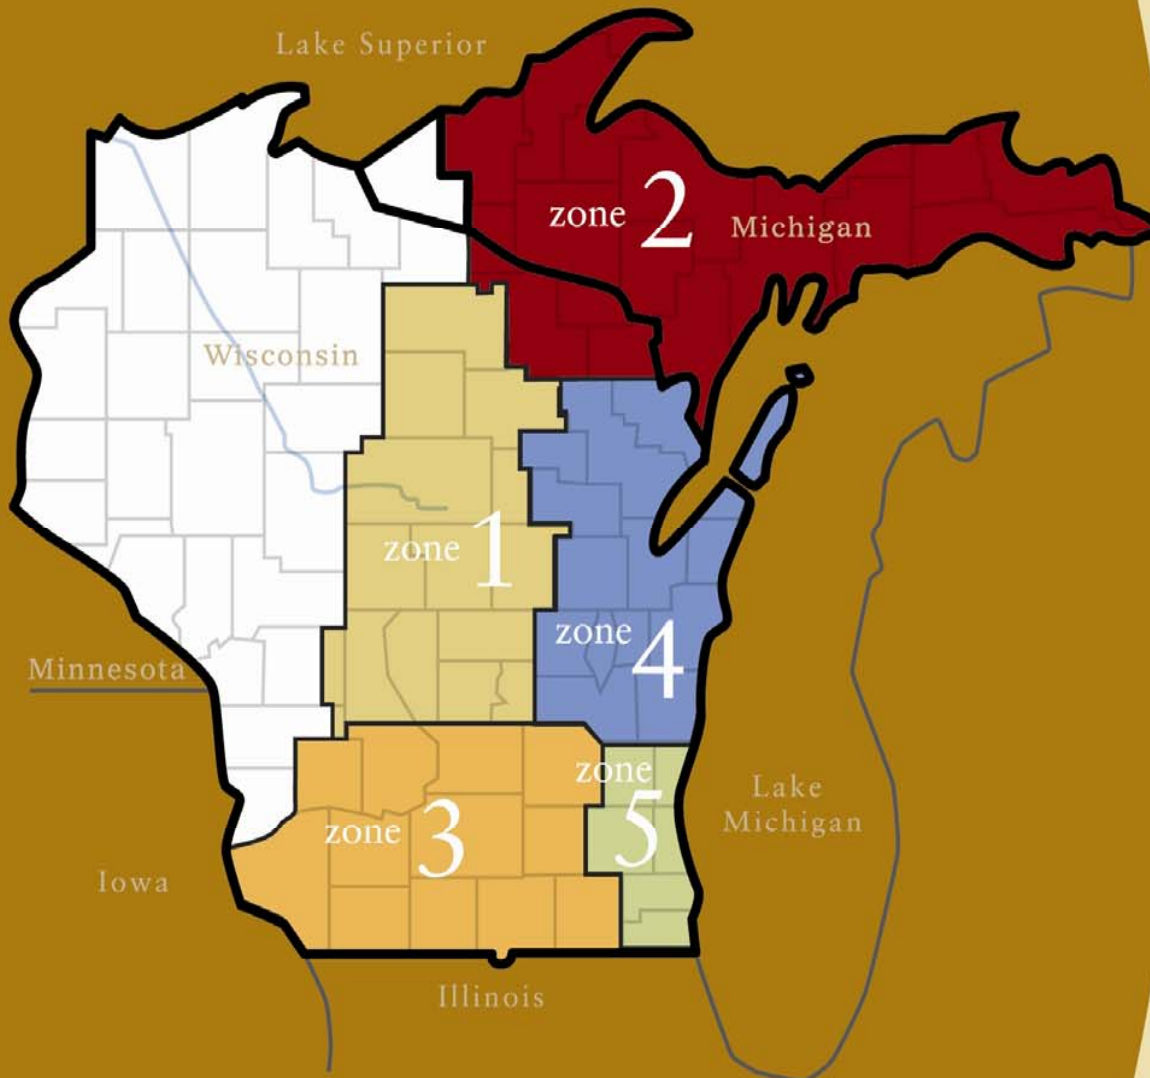 Lake Superior
zone 2
Michigan
Wisconsin
zone 1
zone 4
Minnesota
zone 5
Lake
Michigan
zone 3
Iowa
Illinois